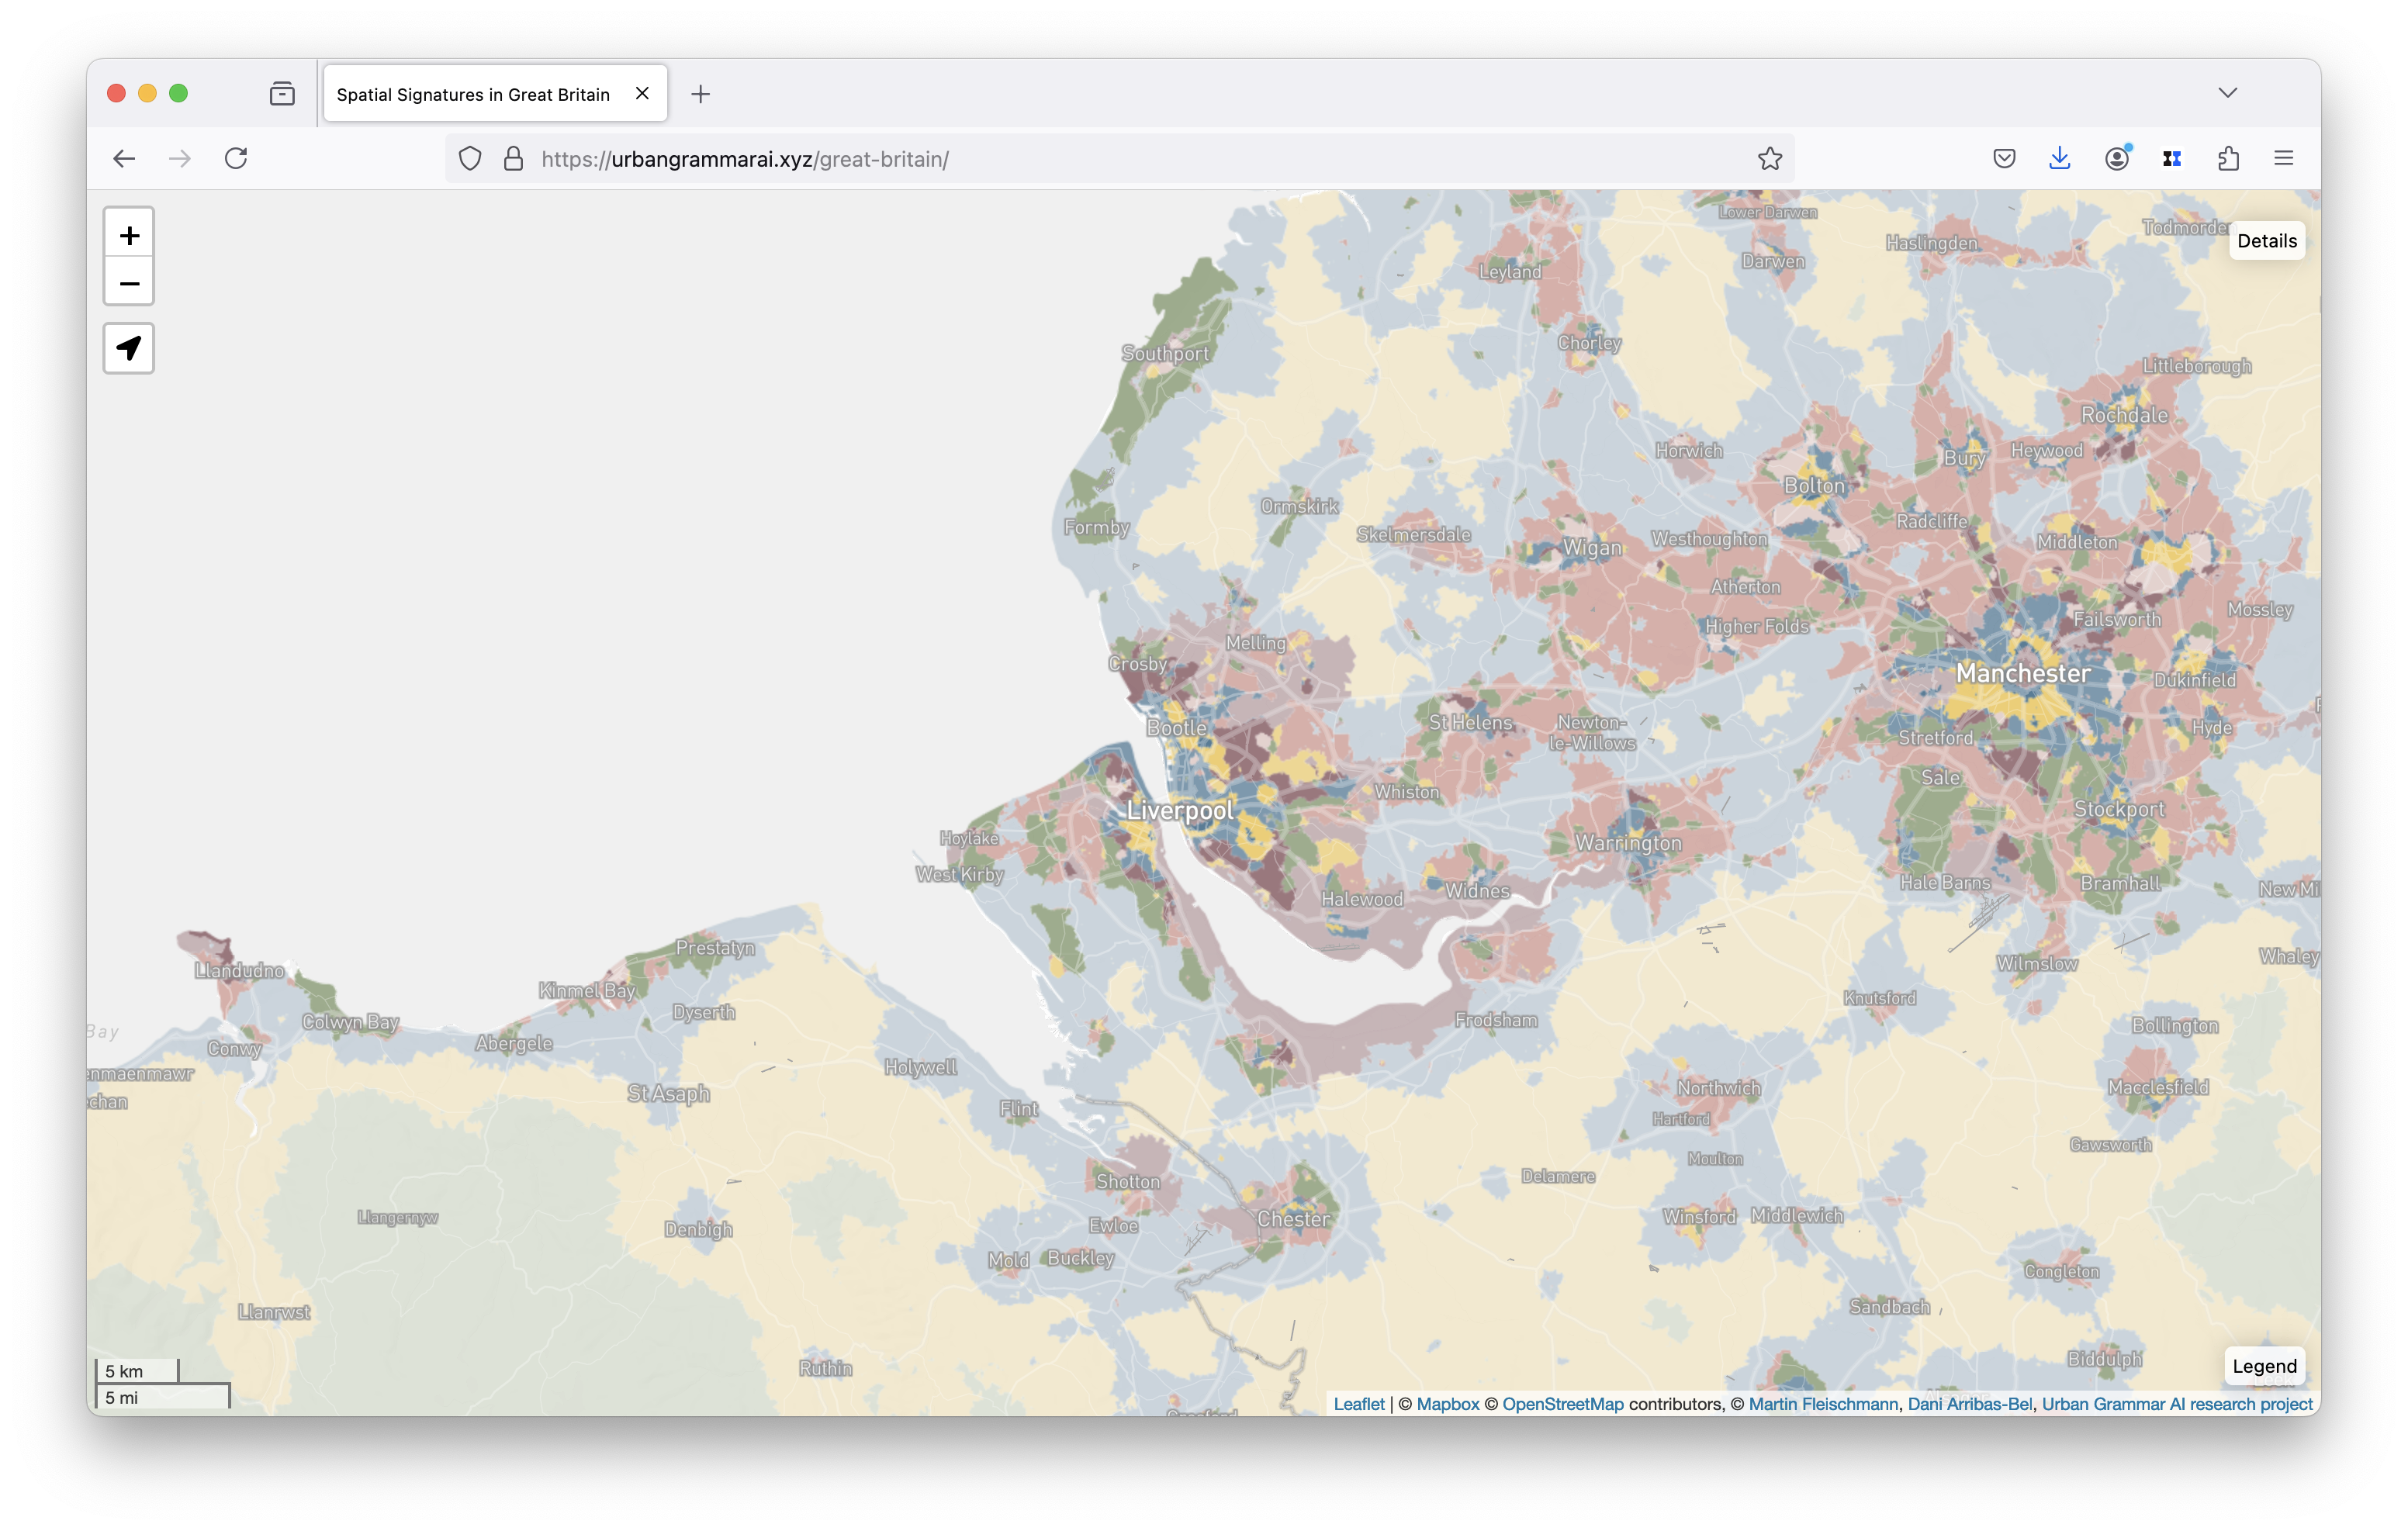 Spatial Signatures in Great Britain
https://urbangrammarai.xyz/great-britain/
+
−
Details
Lower Darwen
Todmorde
Haslingden
Darwen
Leyland
Chorley
Southport
Littleborough
Rochdale
Horwich
Bury
Heywood
Bolton
Ormskirk
Formby
Skelmersdale
Radcliffe
Wigan
Westhoughton
Middleton
Atherton
Mossley
Higher Folds
Failsworth
Melling
Crosby
Manchester
Dukinfield
Bootle
St Helens
Newton-
le-Willows
Hyde
Stretford
Sale
Whiston
Liverpool
Stockport
Hoylake
Warrington
West Kirby
Hale Barns
Bramhall
New Mi
Halewood
Widnes
Prestatyn
Whaley
Llandudno
Wilmslow
Kinmel Bay
Knutsford
Dyserth
Colwyn Bay
Frodsham
Bollington
Bay
Abergele
Conwy
Holywell
enmaenmawr
Northwich
Macclesfield
St Asaph
echan
Flint
Hartford
Gawsworth
Moulton
Delamere
Shotton
Llangernyw
Chester
Winsford
Middlewich
Denbigh
Ewloe
Mold
Buckley
Congleton
Llanrwst
Sandbach
Biddulph
Ruthin
5 km
5 mi
Legend
Leaflet | © Mapbox © OpenStreetMap contributors, © Martin Fleischmann, Dani Arribas-Bel, Urban Grammar AI research project